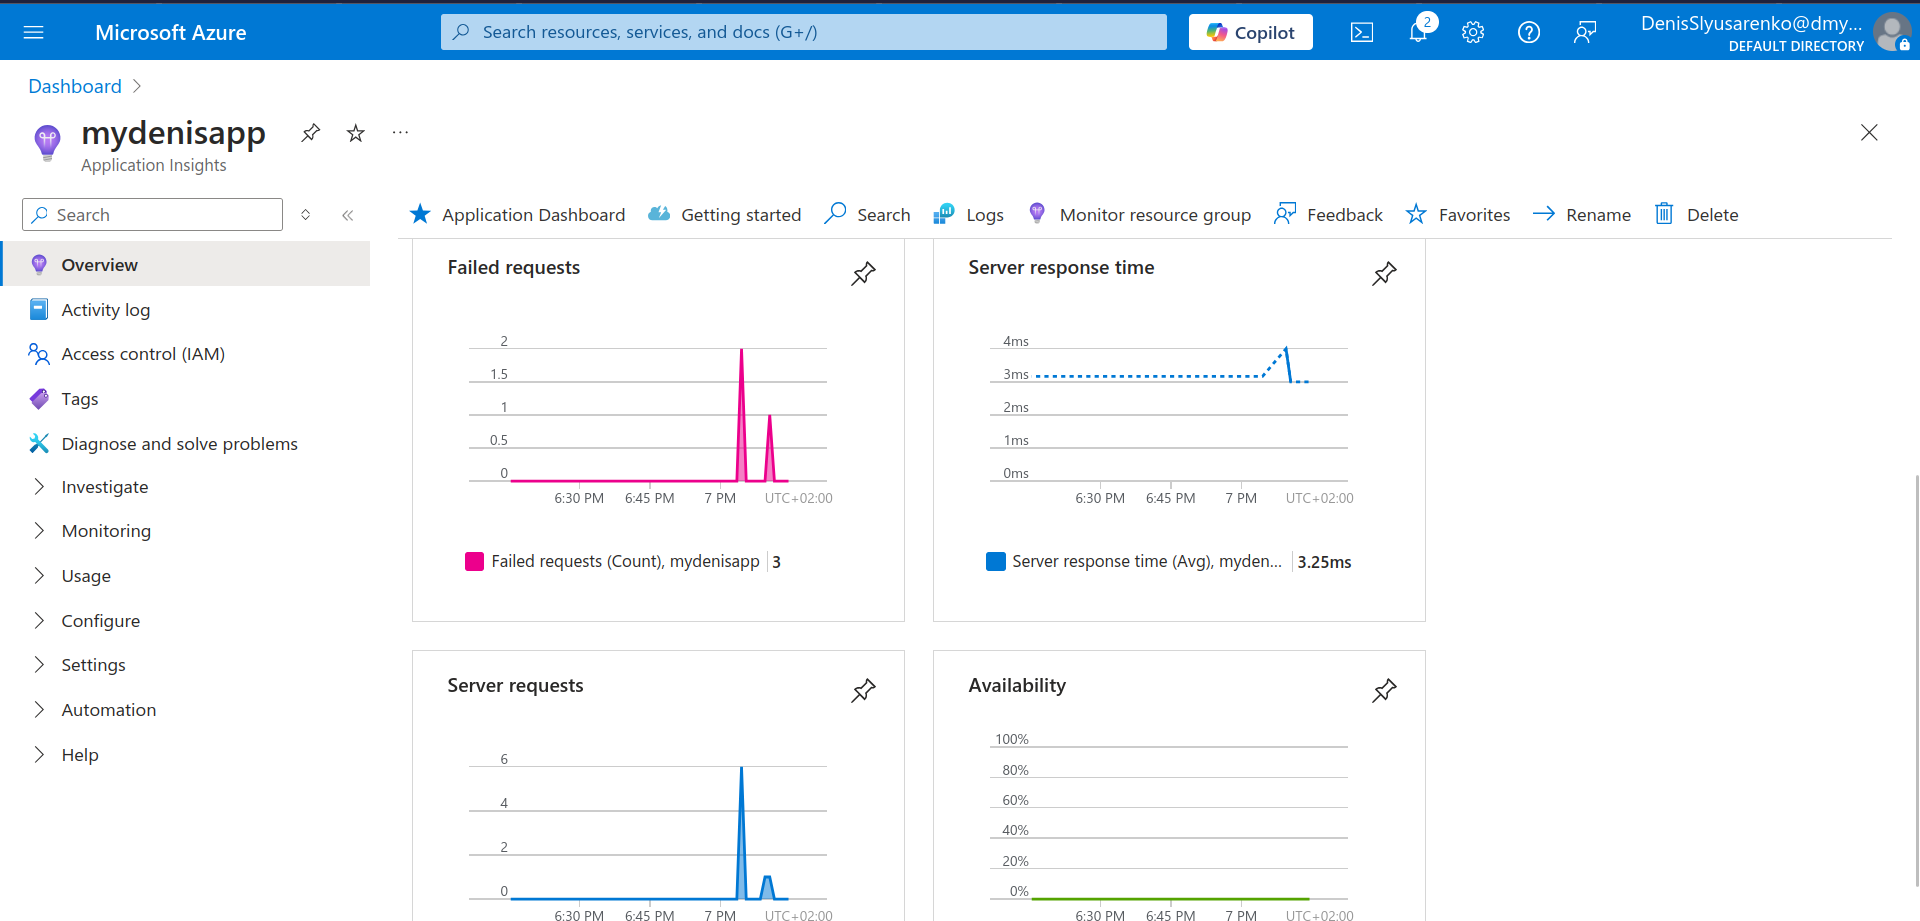 Microsoft Azure
Search resources, services, and docs (G+/)
Copilot
2
DenisSlyusarenko@dmy...
DEFAULT DIRECTORY
Dashboard
mydenisapp
Application Insights
Search
Application Dashboard
Getting started
Search
Logs
Monitor resource group
Feedback
Favorites
Rename
Delete
Overview
Activity log
Access control (IAM)
Tags
Diagnose and solve problems
Investigate
Monitoring
Usage
Configure
Settings
Automation
Help
Failed requests
2
1.5
1
0.5
0
6:30 PM 6:45 PM 7 PM UTC+02:00
Failed requests (Count), mydenisapp 3
Server response time
4ms
3ms
2ms
1ms
0ms
6:30 PM 6:45 PM 7 PM UTC+02:00
Server response time (Avg), myden... 3.25ms
Server requests
6
4
2
0
6:30 PM 6:45 PM 7 PM UTC+02:00
Availability
100%
80%
60%
40%
20%
0%
6:30 PM 6:45 PM 7 PM UTC+02:00